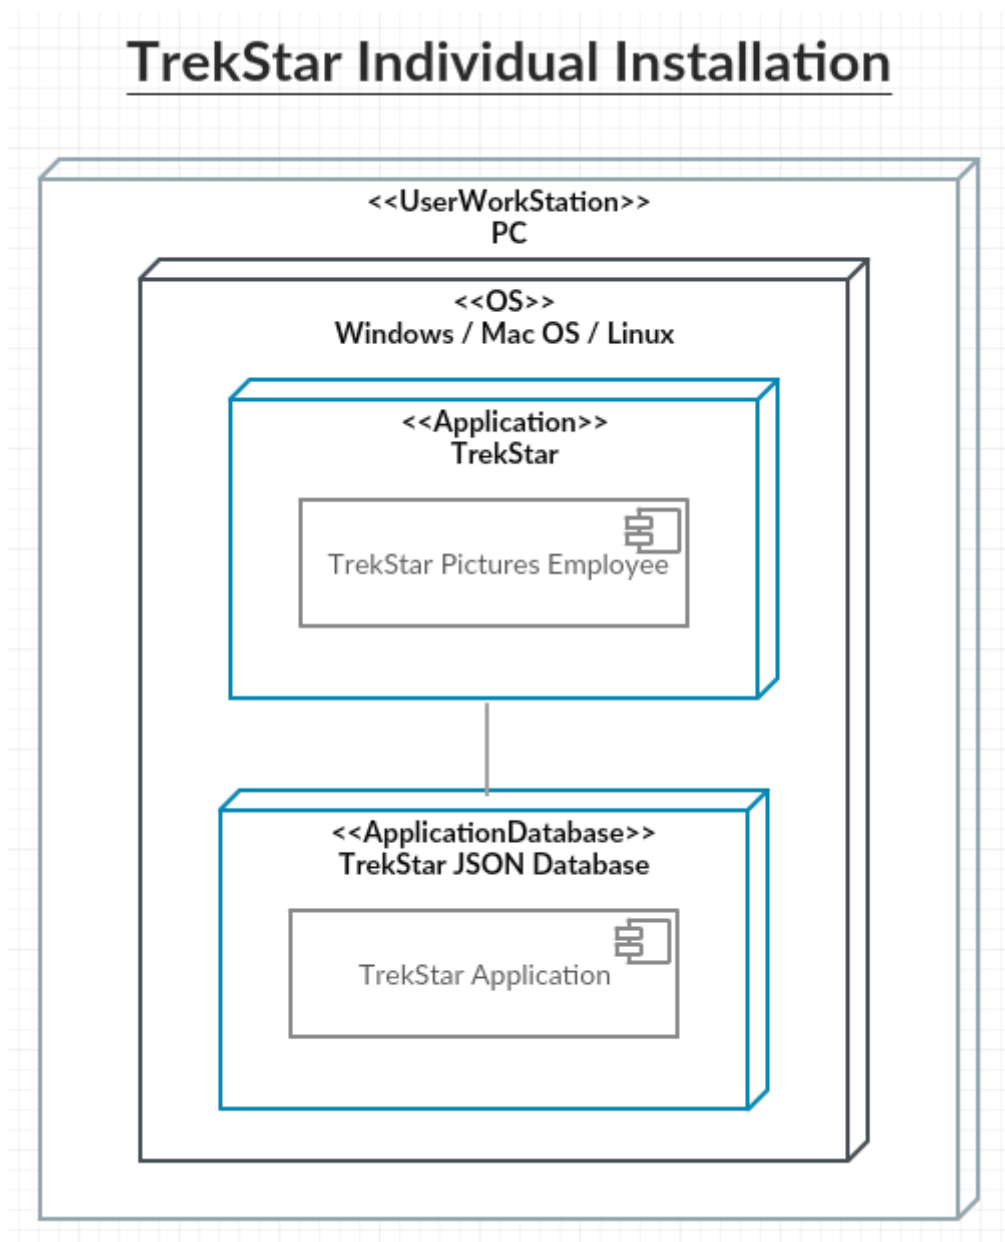 TrekStar Individual Installation
<<UserWorkStation>>
PC
<<OS>>
Windows / Mac OS / Linux
<<Application>>
TrekStar
TrekStar Pictures Employee
<<ApplicationDatabase>>
TrekStar JSON Database
TrekStar Application